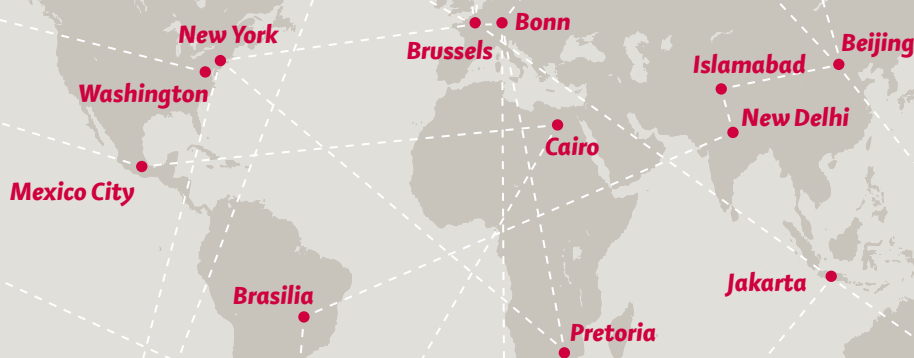 New York
Bonn
Brussels
Beijing
Islamabad
Washington
New Delhi
Cairo
Mexico City
Jakarta
Brasilia
Pretoria